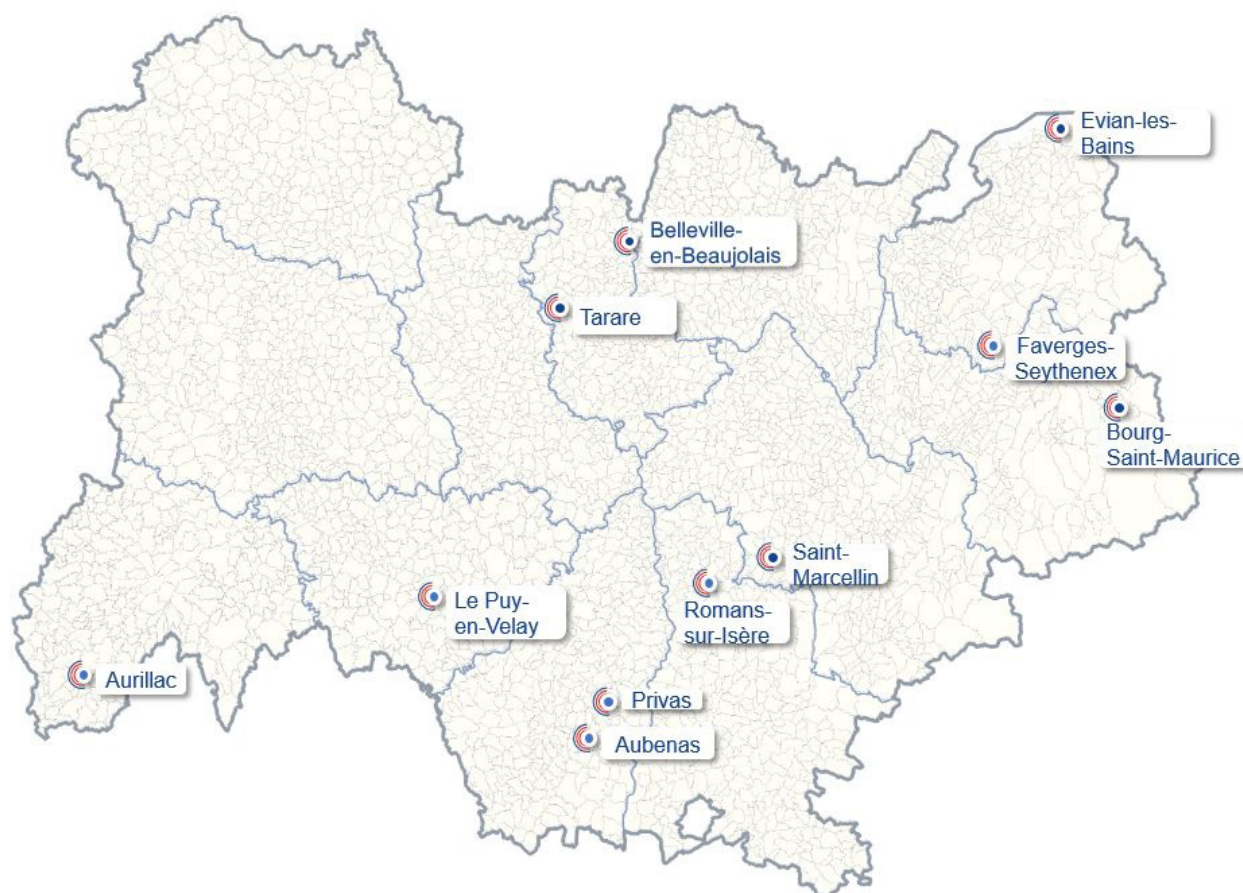 Evian-les-
Bains
Belleville-
en-Beaujolais
Tarare
Faverges-
Seythenex
Bourg-
Saint-Maurice
Saint-
Marcellin
Romans-
sur-Isère
Le Puy-
en-Velay
Aurillac
Privas
Aubenas